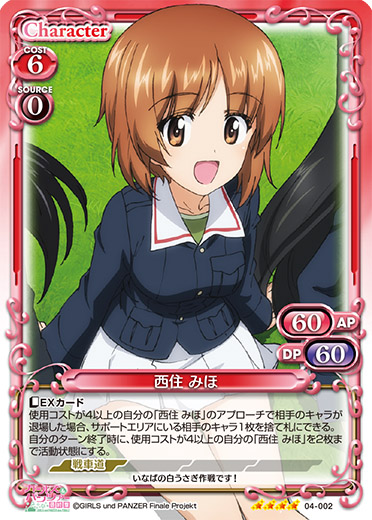 Character
COST
6
SOURCE
0
60 AP
DP 60
西住 みほ
EXカード
使用コストが4以上の自分の「西住 みほ」のアプローチで相手のキャラが
退場した場合、サポートエリアにいる相手のキャラ1枚を捨て札にできる。
自分のターン終了時に、使用コストが4以上の自分の「西住 みほ」を2枚ま
で活動状態にする。
戦車道
いなばの白うさぎ作戦です!
©GIRLS und PANZER Finale Projekt
04-002